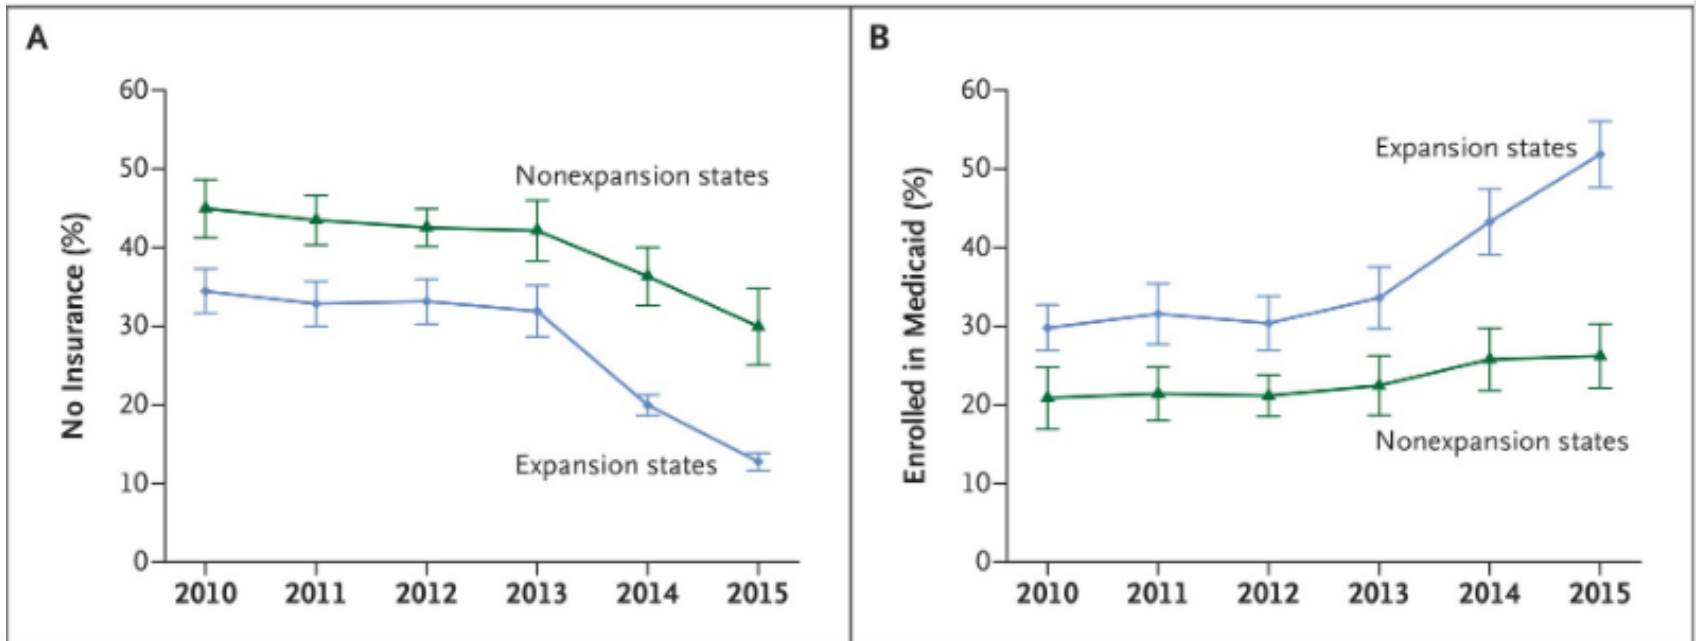 A
No Insurance (%)
60
50
40
30
20
10
0
Nonexpansion states
Expansion states
2010 2011 2012 2013 2014 2015
B
Enrolled in Medicaid (%)
60
50
40
30
20
10
0
Expansion states
Nonexpansion states
2010 2011 2012 2013 2014 2015